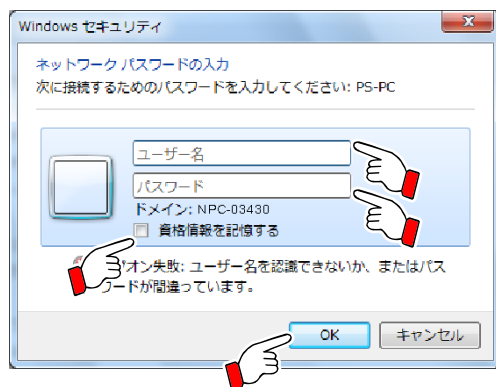 Windows セキュリティ
ネットワーク パスワードの入力
次に接続するためのパスワードを入力してください: PS-PC
ユーザー名
パスワード
ドメイン: NPC-03430
資格情報を記憶する
オン失敗: ユーザー名を認識できないか、またはパス
ードが間違っています。
OK
キャンセル